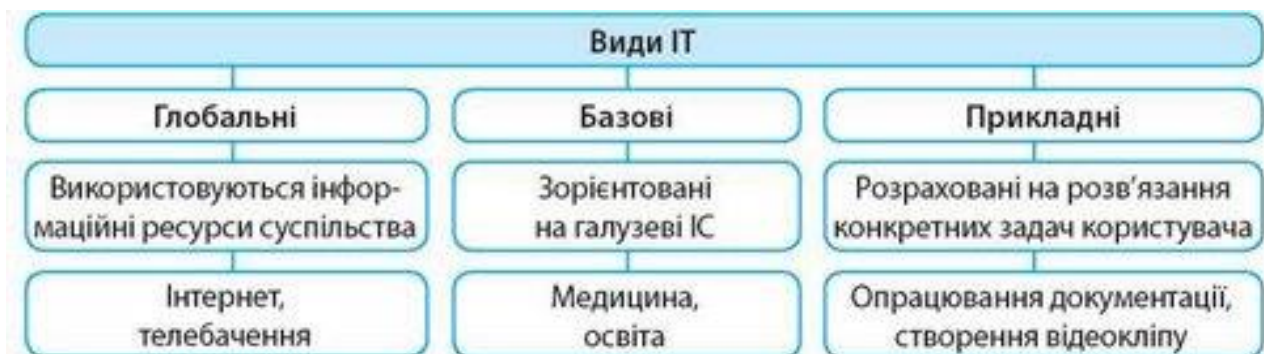 Види ІТ
Глобальні
Базові
Прикладні
Використовуються інфор-
маційні ресурси суспільства
Зорієнтовані
на галузеві ІС
Розраховані на розв’язання
конкретних задач користувача
Інтернет,
телебачення
Медицина,
освіта
Опрацювання документації,
створення відеокліпу